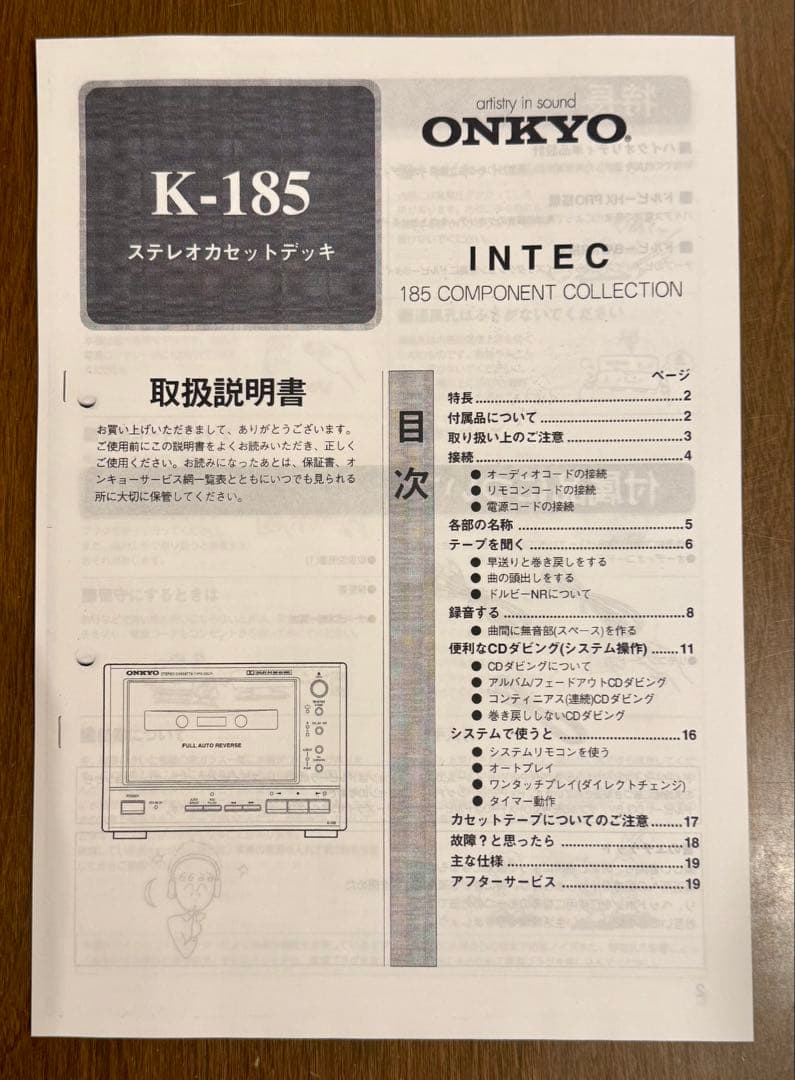 K-185
ステレオカセットデッキ
artistry in sound
ONKYO
INTEC
185 COMPONENT COLLECTION
取扱説明書
お買い上げいただきまして、ありがとうございます。
ご使用前にこの説明書をよくお読みいただき、正しく
ご使用ください。お読みになったあとは、保証書、オ
ンキョーサービス網一覧表とともにいつでも見られる
所に大切に保管してください。
ONKYO STEREO CASSETTE TAPE DECK
FULL AUTO REVERSE
目次
ページ
特長 2
付属品について 2
取り扱い上のご注意 3
接続 4
● オーディオコードの接続
● リモコンコードの接続
● 電源コードの接続
各部の名称 5
テープを聞く 6
● 早送りと巻き戻しをする
● 曲の頭出しをする
● ドルビーNRについて
録音する 8
● 曲間に無音部(スペース)を作る
便利なCDダビング(システム操作) 11
● CDダビングについて
● アルバム/フェードアウトCDダビング
● コンティニアス(連続)CDダビング
● 巻き戻ししないCDダビング
システムで使うと 16
● システムリモコンを使う
● オートプレイ
● ワンタッチプレイ(ダイレクトチェンジ)
● タイマー動作
カセットテープについてのご注意 17
故障？と思ったら 18
主な仕様 19
アフターサービス 19